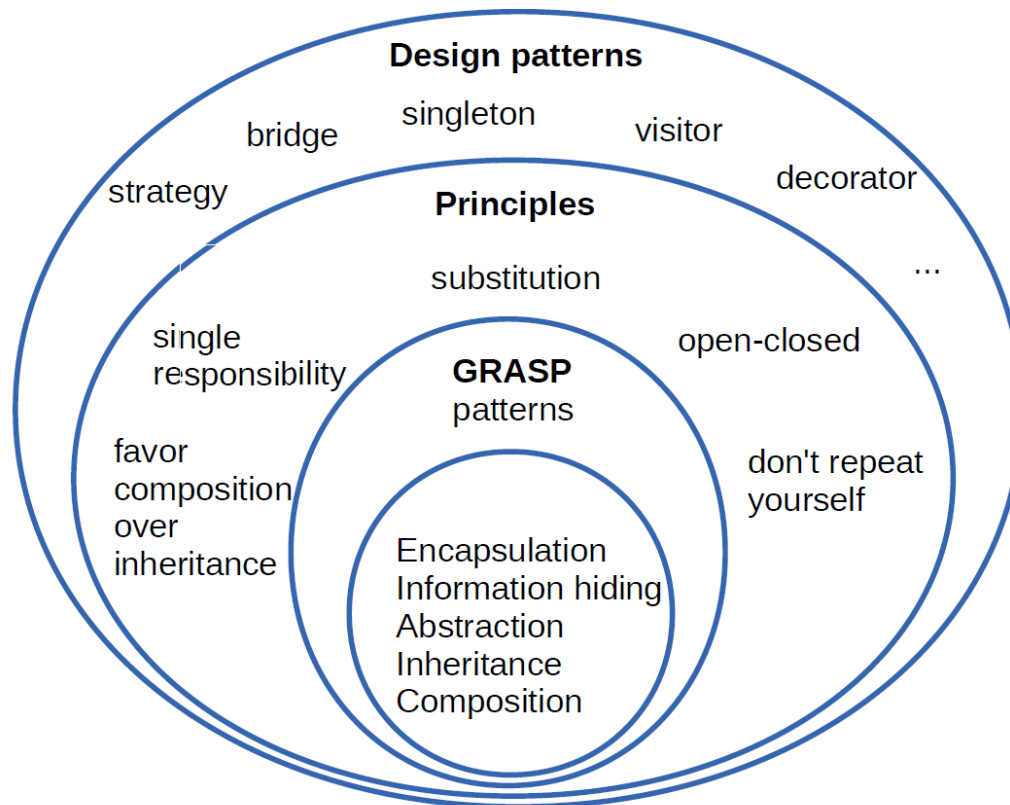 Design patterns
singleton
bridge
visitor
strategy
decorator
Principles
...
substitution
single
responsibility
open-closed
GRASP
patterns
favor
composition
over
inheritance
don't repeat
yourself
Encapsulation
Information hiding
Abstraction
Inheritance
Composition